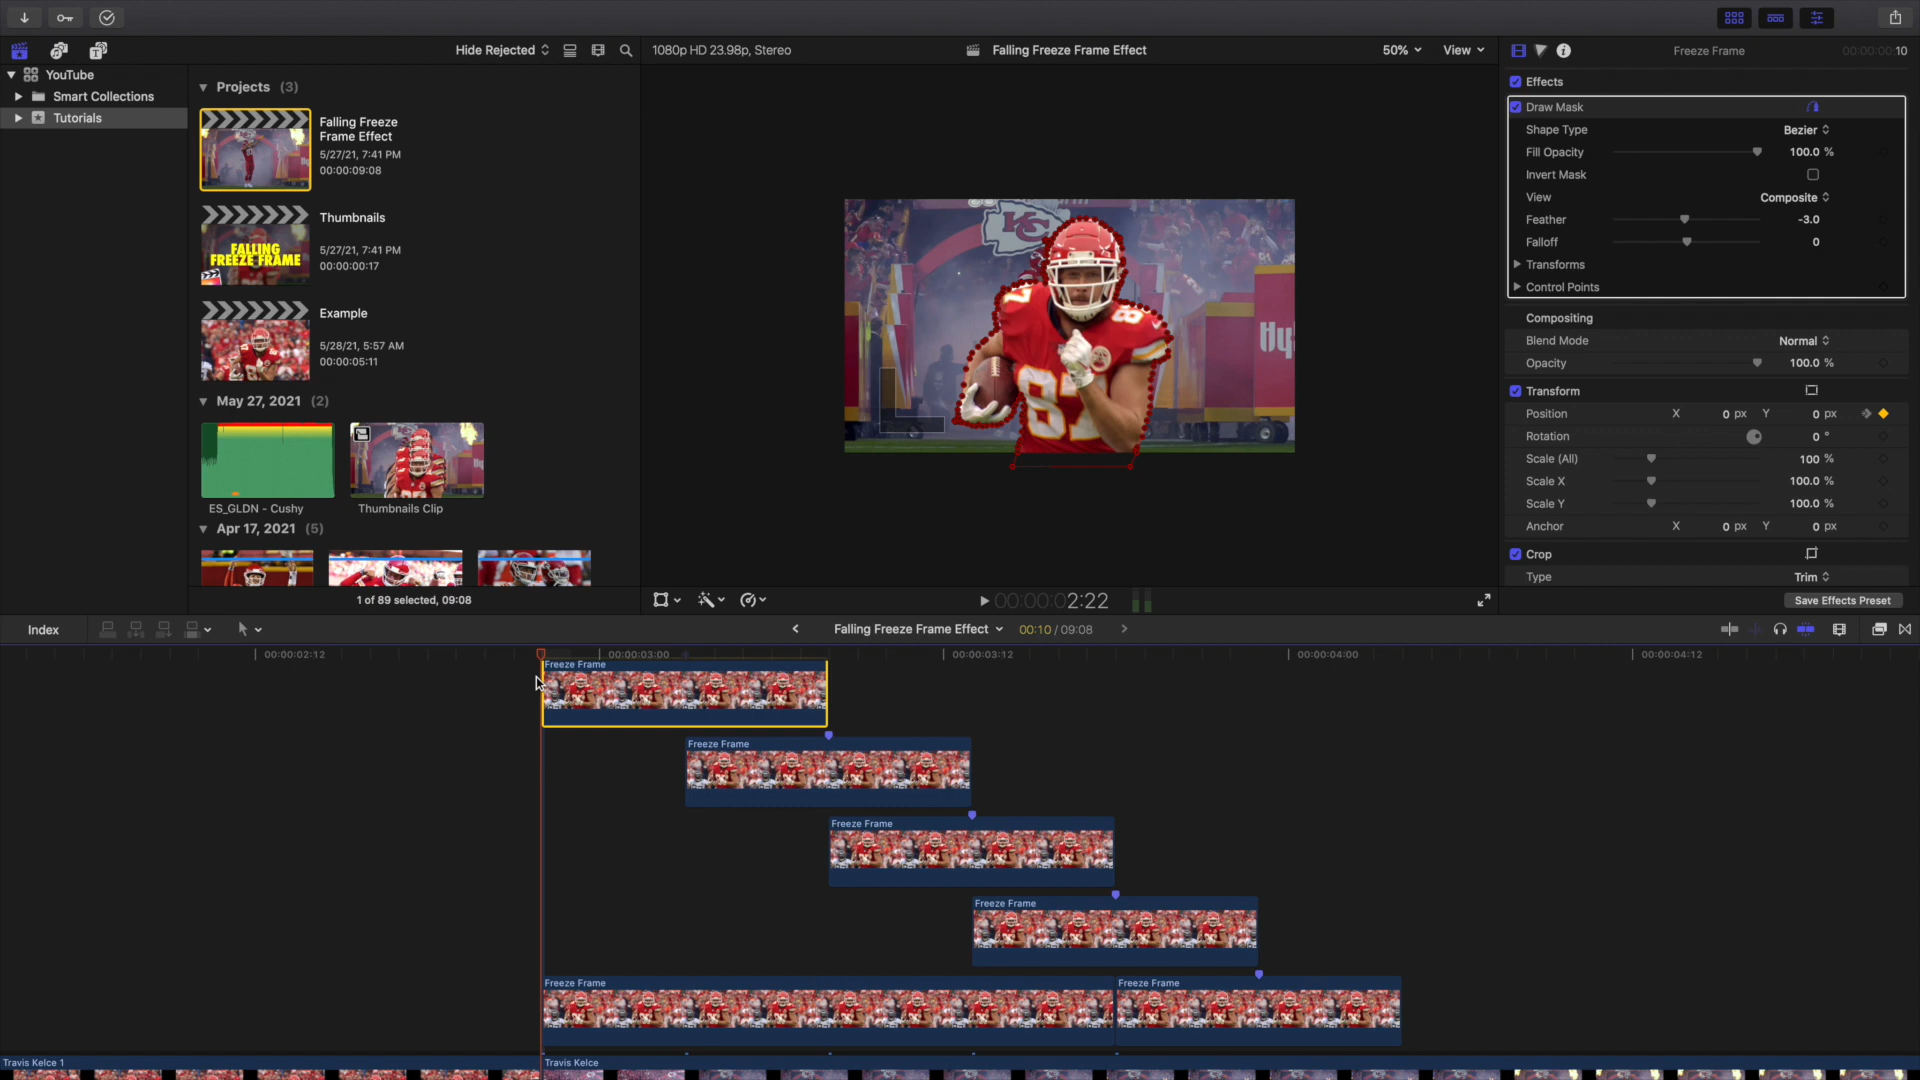 Hide Rejected
1080p HD 23.98p, Stereo
Falling Freeze Frame Effect
50%
View
Freeze Frame
00:00:00:10
YouTube
Smart Collections
Tutorials
Projects (3)
Falling Freeze
Frame Effect
5/27/21, 7:41 PM
00:00:09:08
Thumbnails
5/27/21, 7:41 PM
00:00:00:17
FALLING
FREEZE FRAME
Example
5/28/21, 5:57 AM
00:00:05:11
May 27, 2021 (2)
ES_GLDN - Cushy
Thumbnails Clip
Apr 17, 2021 (5)
1 of 89 selected, 09:08
KC
87
87
Hy
Effects
Draw Mask
Shape Type
Bezier
Fill Opacity
100.0 %
Invert Mask
View
Composite
Feather
-3.0
Falloff
0
Transforms
Control Points
Compositing
Blend Mode
Normal
Opacity
100.0 %
Transform
Position X 0 px Y 0 px
Rotation
0 °
Scale (All)
100 %
Scale X
100.0 %
Scale Y
100.0 %
Anchor X 0 px Y 0 px
Crop
Type
Trim
Save Effects Preset
00:00:02:22
Index
Falling Freeze Frame Effect
00:10 / 09:08
00:00:02:12
00:00:03:00
00:00:03:12
00:00:04:00
00:00:04:12
Freeze Frame
Freeze Frame
Freeze Frame
Freeze Frame
Freeze Frame
Freeze Frame
Travis Kelce 1
Travis Kelce